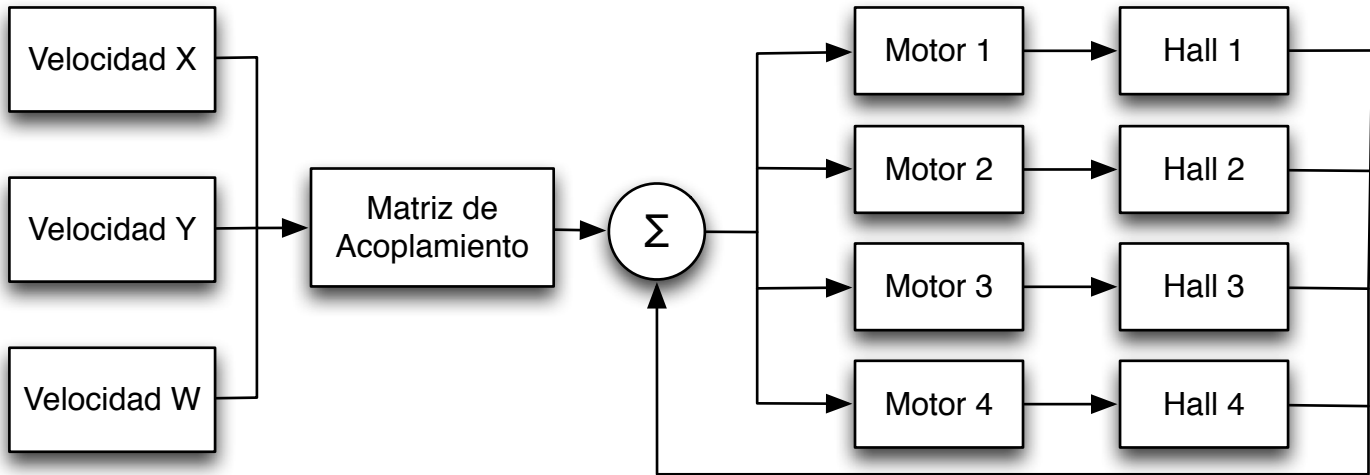 Velocidad X
Velocidad Y
Velocidad W
Matriz de
Acoplamiento
Σ
Motor 1
Hall 1
Motor 2
Hall 2
Motor 3
Hall 3
Motor 4
Hall 4